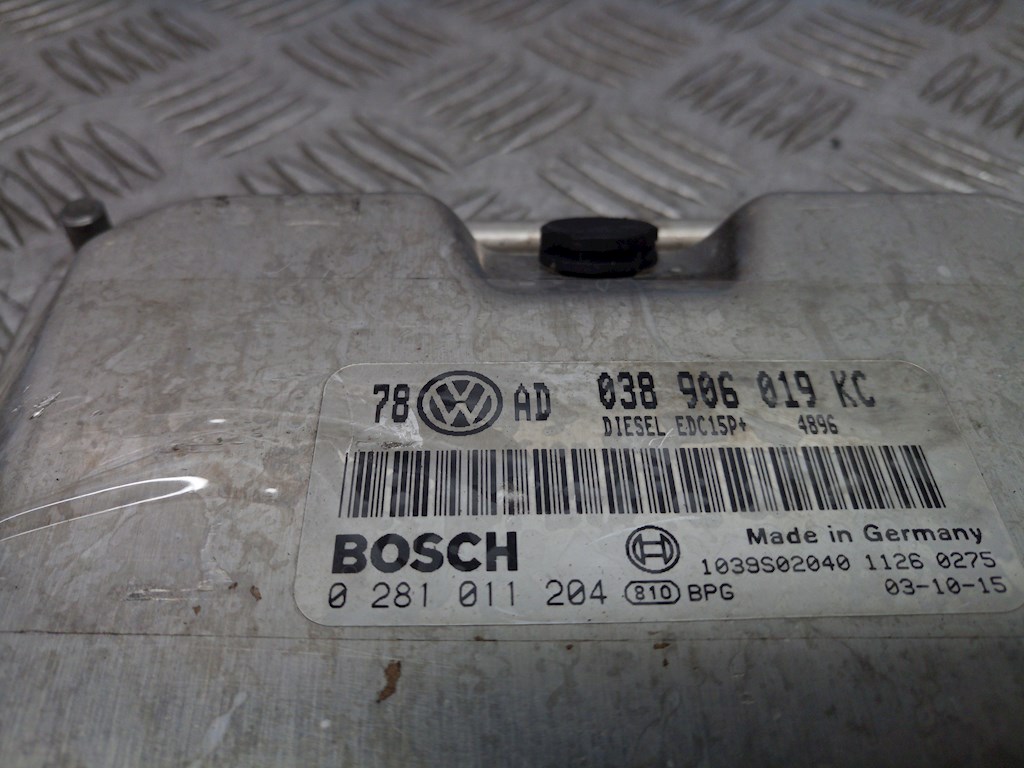 78 VW AD 038 906 019 KC
DIESEL EDC15P+ 4896
BOSCH
Made in Germany
1039S02040 1126 0275
0 281 011 204 810 BPG 03-10-15